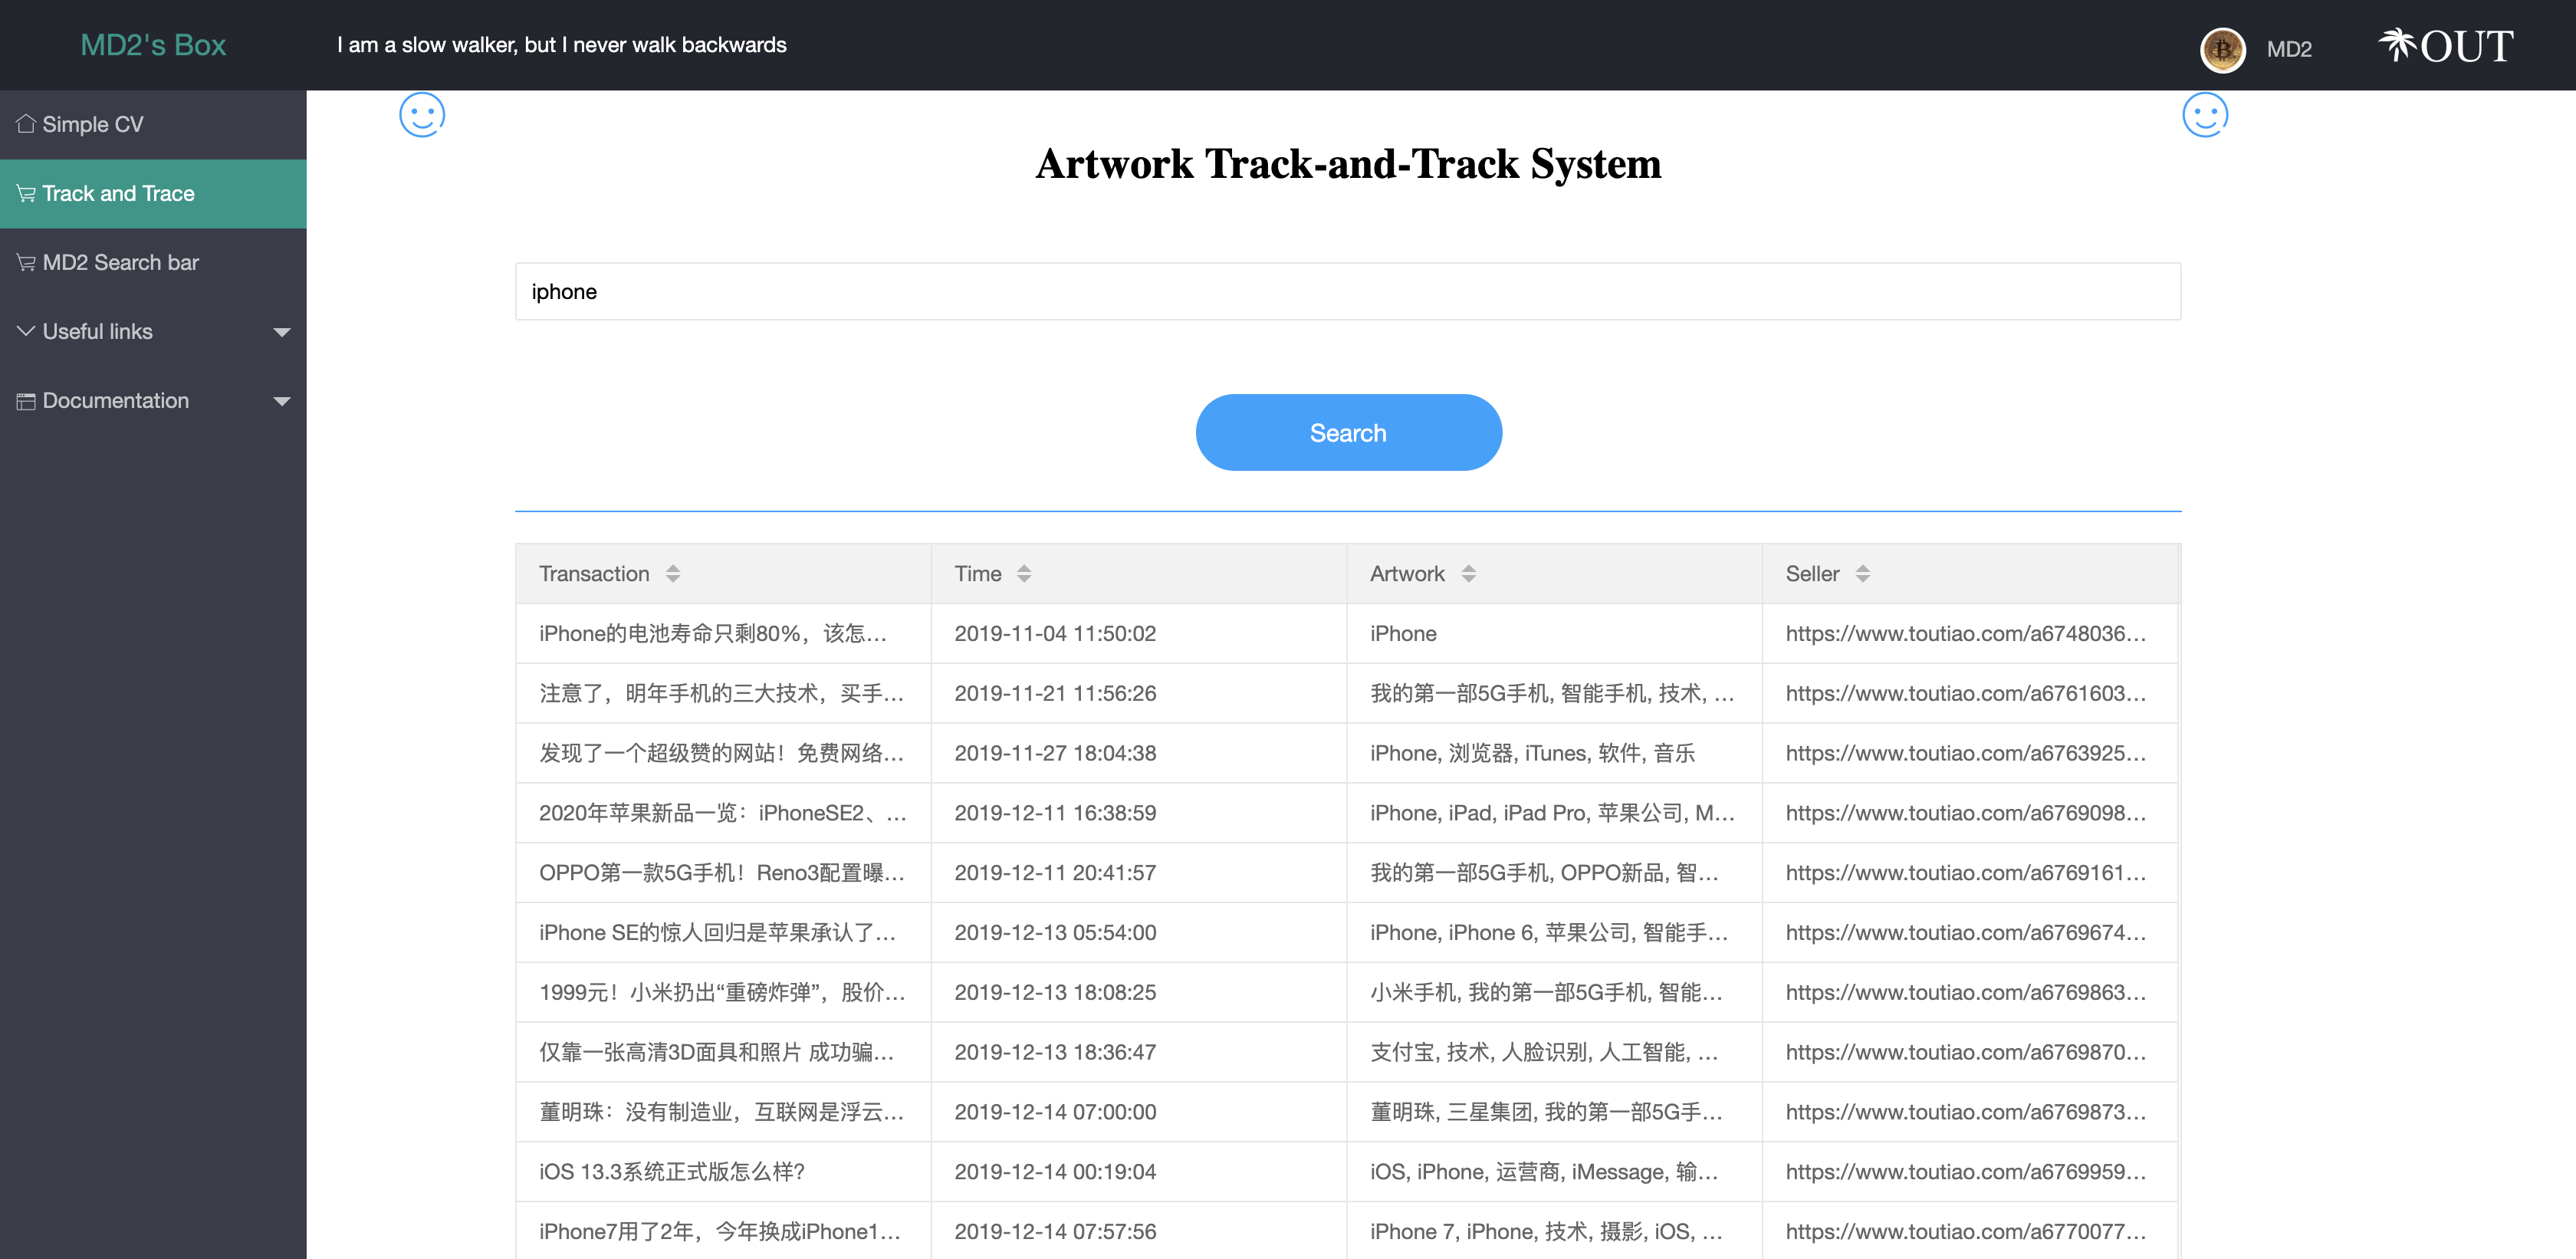 MD2's Box
I am a slow walker, but I never walk backwards
MD2
OUT
Simple CV
Track and Trace
MD2 Search bar
Useful links
Documentation
Artwork Track-and-Track System
iphone
Search
Transaction Time Artwork Seller
iPhone的电池寿命只剩80%，该怎... 2019-11-04 11:50:02 iPhone https://www.toutiao.com/a6748036...
注意了，明年手机的三大技术，买手... 2019-11-21 11:56:26 我的第一部5G手机, 智能手机, 技术, ... https://www.toutiao.com/a6761603...
发现了一个超级赞的网站！免费网络... 2019-11-27 18:04:38 iPhone, 浏览器, iTunes, 软件, 音乐 https://www.toutiao.com/a6763925...
2020年苹果新品一览：iPhoneSE2、... 2019-12-11 16:38:59 iPhone, iPad, iPad Pro, 苹果公司, M... https://www.toutiao.com/a6769098...
OPPO第一款5G手机！Reno3配置曝... 2019-12-11 20:41:57 我的第一部5G手机, OPPO新品, 智... https://www.toutiao.com/a6769161...
iPhone SE的惊人回归是苹果承认了... 2019-12-13 05:54:00 iPhone, iPhone 6, 苹果公司, 智能手... https://www.toutiao.com/a6769674...
1999元！小米扔出“重磅炸弹”，股价... 2019-12-13 18:08:25 小米手机, 我的第一部5G手机, 智能... https://www.toutiao.com/a6769863...
仅靠一张高清3D面具和照片 成功骗... 2019-12-13 18:36:47 支付宝, 技术, 人脸识别, 人工智能, ... https://www.toutiao.com/a6769870...
董明珠：没有制造业，互联网是浮云... 2019-12-14 07:00:00 董明珠, 三星集团, 我的第一部5G手... https://www.toutiao.com/a6769873...
iOS 13.3系统正式版怎么样？ 2019-12-14 00:19:04 iOS, iPhone, 运营商, iMessage, 输... https://www.toutiao.com/a6769959...
iPhone7用了2年，今年换成iPhone1... 2019-12-14 07:57:56 iPhone 7, iPhone, 技术, 摄影, iOS, ... https://www.toutiao.com/a6770077...